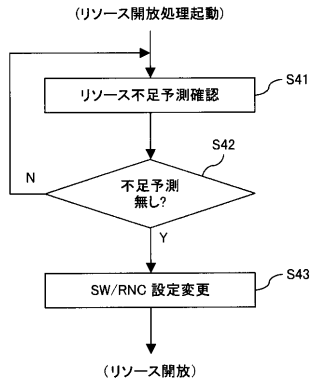 (リソース開放処理起動)
リソース不足予測確認
S41
不足予測
無し?
S42
N
Y
SW/RNC 設定変更
S43
(リソース開放)